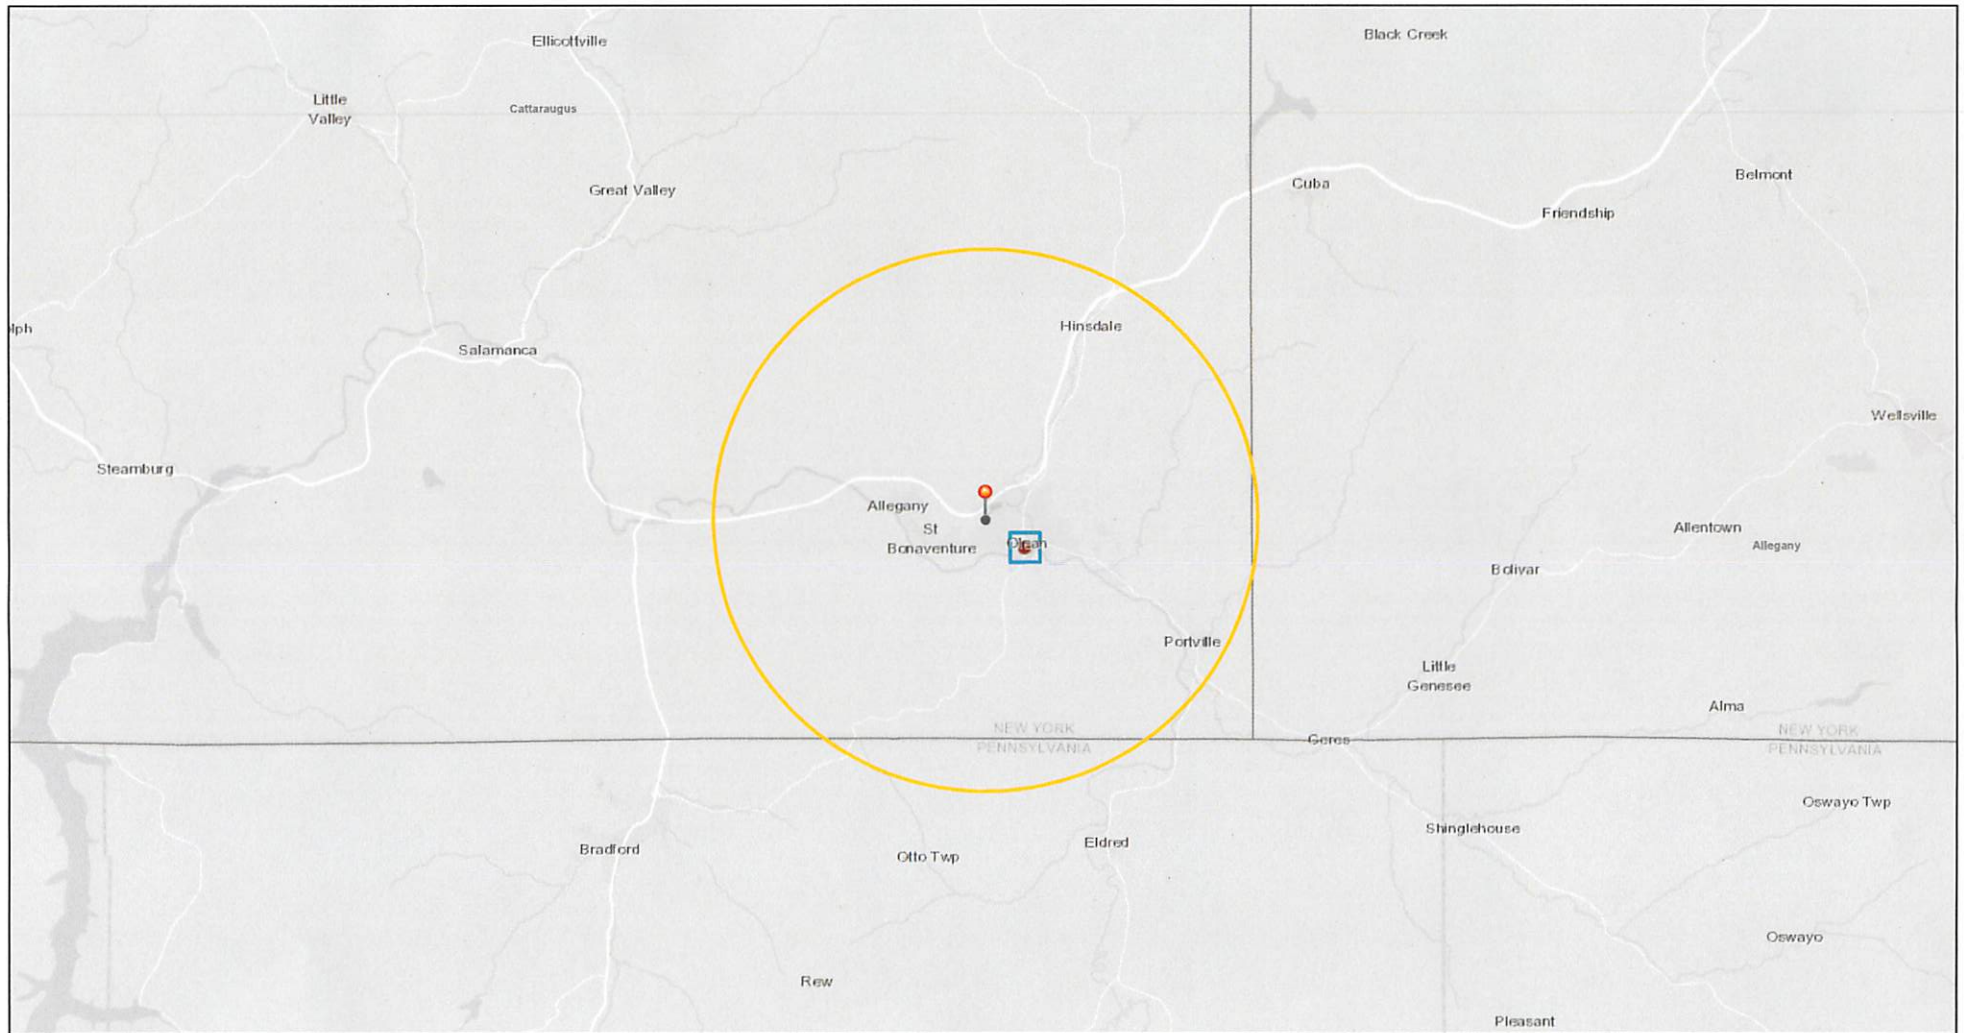 Ellicottville
Black Creek
Little
Valley
Cattaraugus
Belmont
Great Valley
Cuba
Friendship
lph
Hinsdale
Salamanca
Wellsville
Steamburg
Allegany
St
Bonaventure
Olean
Allentown
Allegany
Bolivar
Portville
Little
Genesee
Alma
NEW YORK
PENNSYLVANIA
Ceres
NEW YORK
PENNSYLVANIA
Oswayo Twp
Shinglehouse
Bradford
Otto Twp
Eldred
Oswayo
Rew
Pleasant